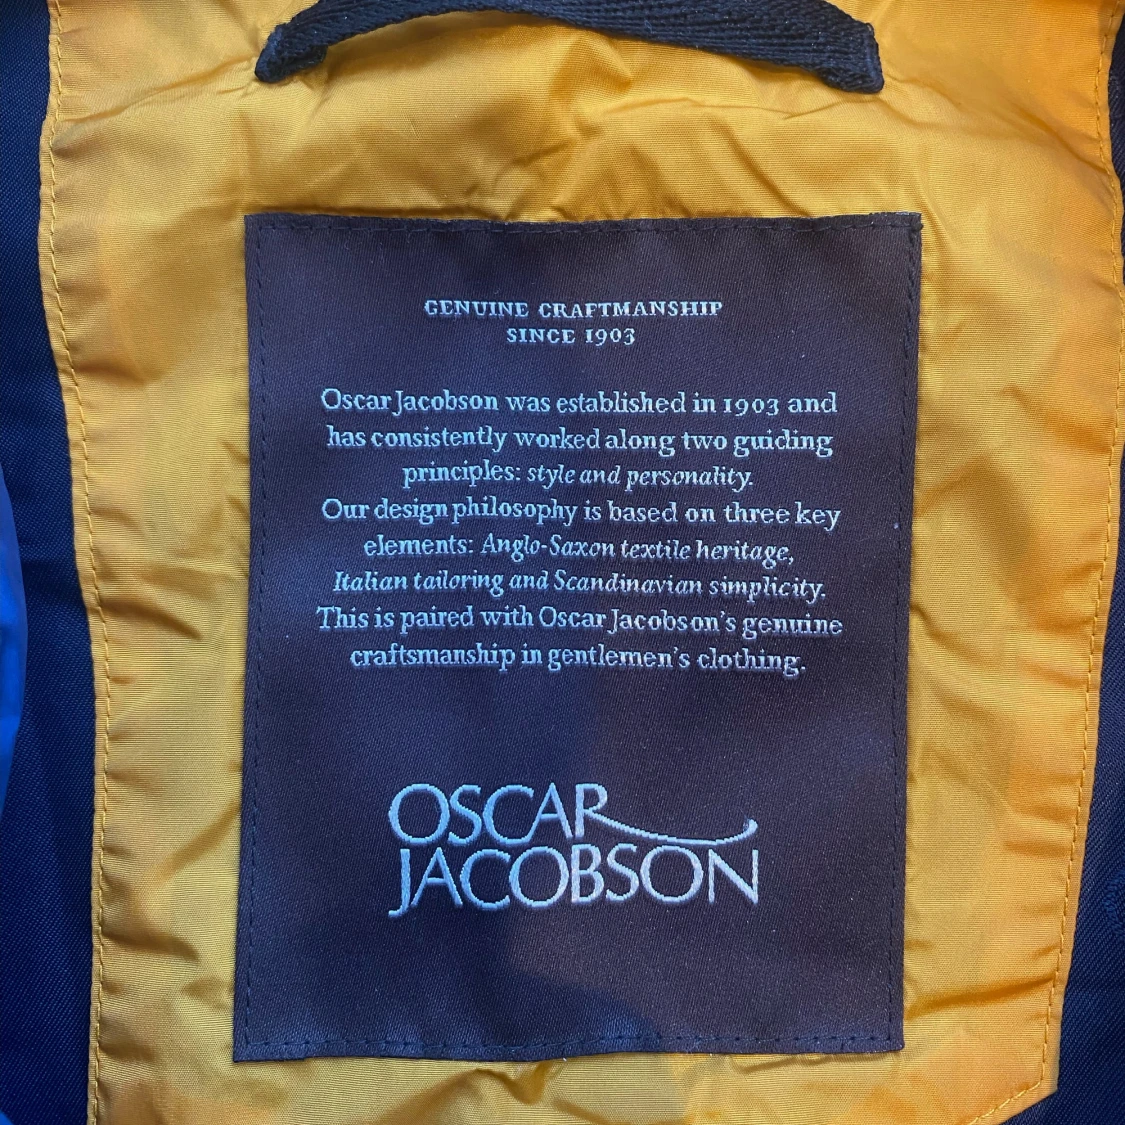 GENUINE CRAFTMANSHIP
SINCE 1903
Oscar Jacobson was established in 1903 and
has consistently worked along two guiding
principles: style and personality.
Our design philosophy is based on three key
elements: Anglo-Saxon textile heritage,
Italian tailoring and Scandinavian simplicity.
This is paired with Oscar Jacobson's genuine
craftsmanship in gentlemen's clothing.
OSCAR
JACOBSON